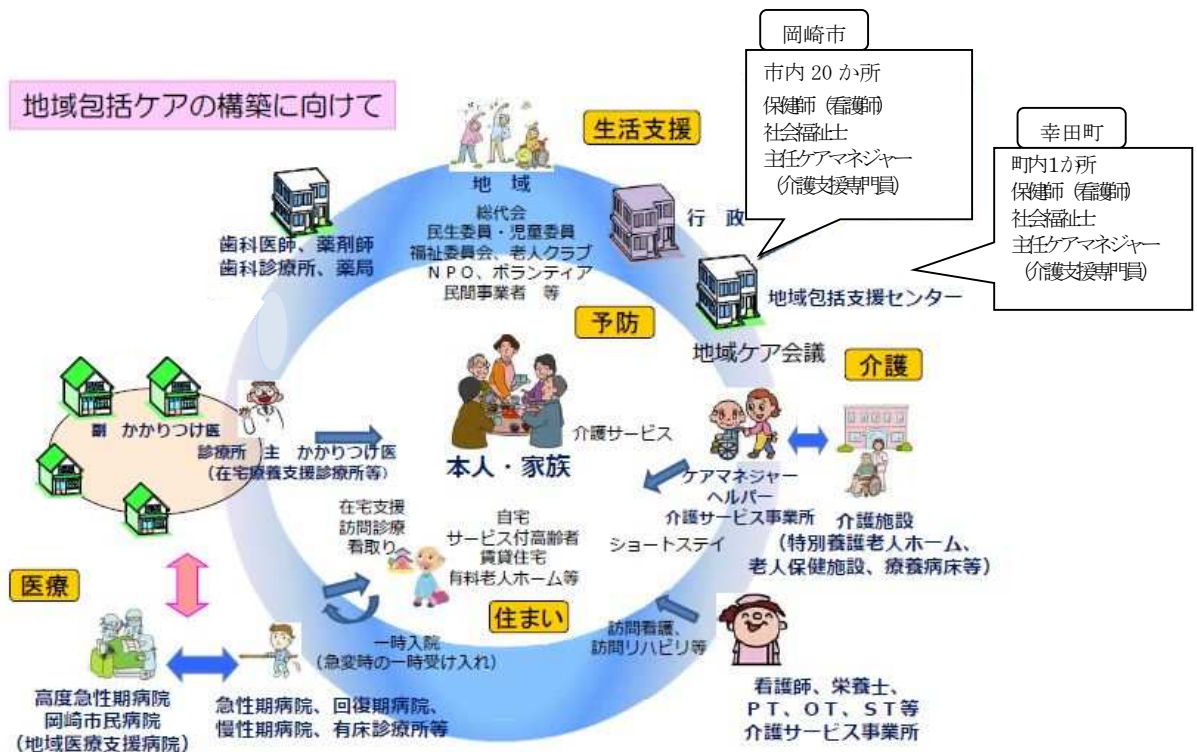 地域包括ケアの構築に向けて
岡崎市
市内 20 か所
保健師（看護師）
社会福祉士
主任ケアマネジャー
（介護支援専門員）
幸田町
町内1か所
保健師（看護師）
社会福祉士
主任ケアマネジャー
（介護支援専門員）
生活支援
地　域
総代会
民生委員・児童委員
福祉委員会、老人クラブ
ＮＰＯ、ボランティア
民間事業者　等
行　政
歯科医師、薬剤師
歯科診療所、薬局
地域包括支援センター
地域ケア会議
予防
介護
副　かかりつけ医
診療所　主　かかりつけ医
（在宅療養支援診療所等）
本人・家族
介護サービス
ケアマネジャー
ヘルパー
介護サービス事業所
介護施設
（特別養護老人ホーム、
老人保健施設、療養病床等）
在宅支援
訪問診療
看取り
自宅
サービス付高齢者
賃貸住宅
有料老人ホーム等
ショートステイ
医療
住まい
一時入院
（急変時の一時受け入れ）
訪問看護、
訪問リハビリ等
高度急性期病院
岡崎市民病院
（地域医療支援病院）
急性期病院、回復期病院、
慢性期病院、有床診療所等
看護師、栄養士、
ＰＴ、ＯＴ、ＳＴ等
介護サービス事業所